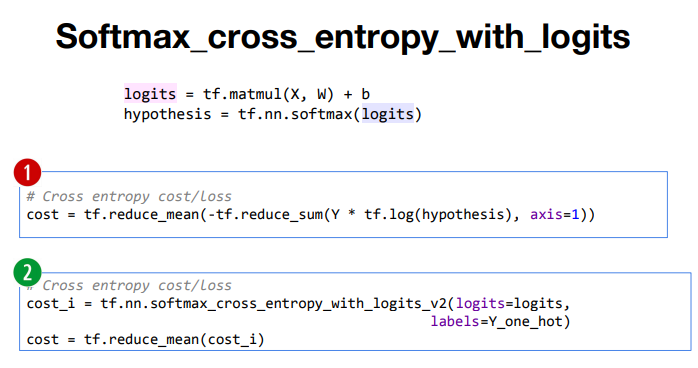 Softmax_cross_entropy_with_logits
logits = tf.matmul(X, W) + b
hypothesis = tf.nn.softmax(logits)
1
# Cross entropy cost/loss
cost = tf.reduce_mean(-tf.reduce_sum(Y * tf.log(hypothesis), axis=1))
2
# Cross entropy cost/loss
cost_i = tf.nn.softmax_cross_entropy_with_logits_v2(logits=logits,
labels=Y_one_hot)
cost = tf.reduce_mean(cost_i)